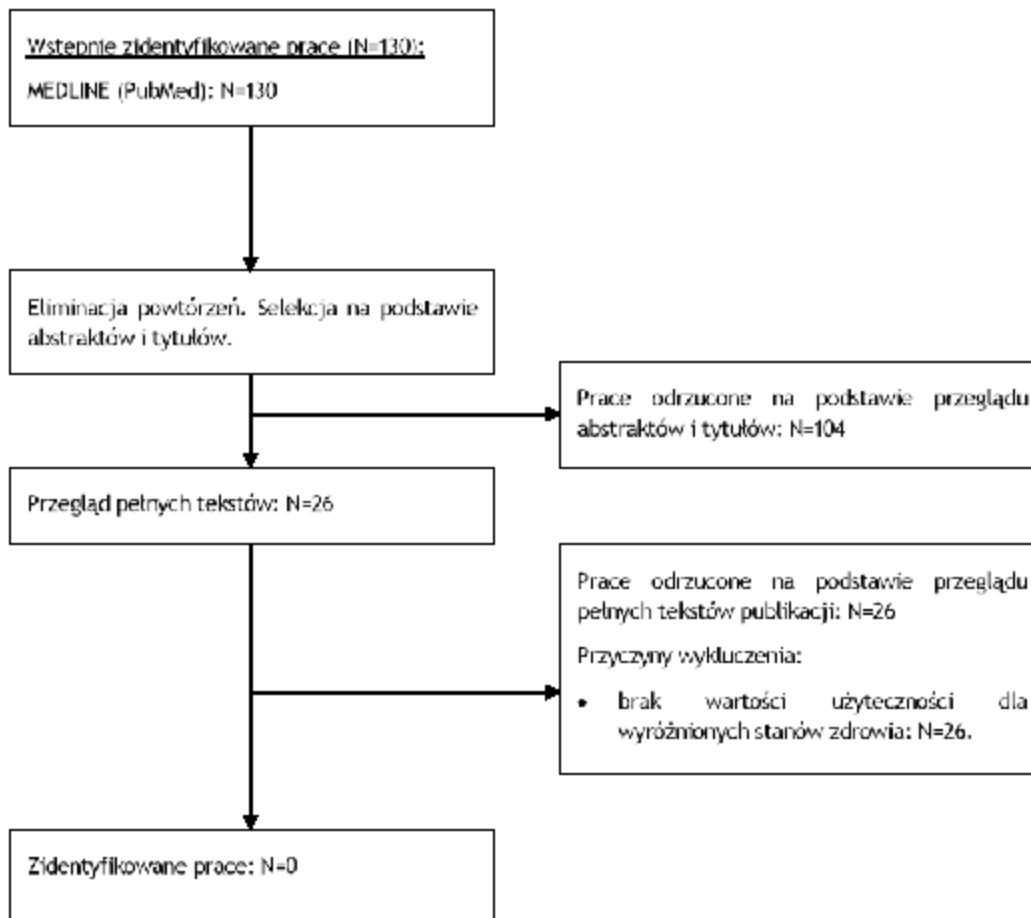 Wstępnie zidentyfikowane prace (N=130):
MEDLINE (PubMed): N=130
Eliminacja powtórzeń. Selekcja na podstawie
abstraktów i tytułów.
Prace odrzucone na podstawie przeglądu
abstraktów i tytułów: N=104
Przegląd pełnych tekstów: N=26
Prace odrzucone na podstawie przeglądu
pełnych tekstów publikacji: N=26
Przyczyny wykluczenia:
• brak wartości użyteczności dla
wyróżnionych stanów zdrowia: N=26.
Zidentyfikowane prace: N=0